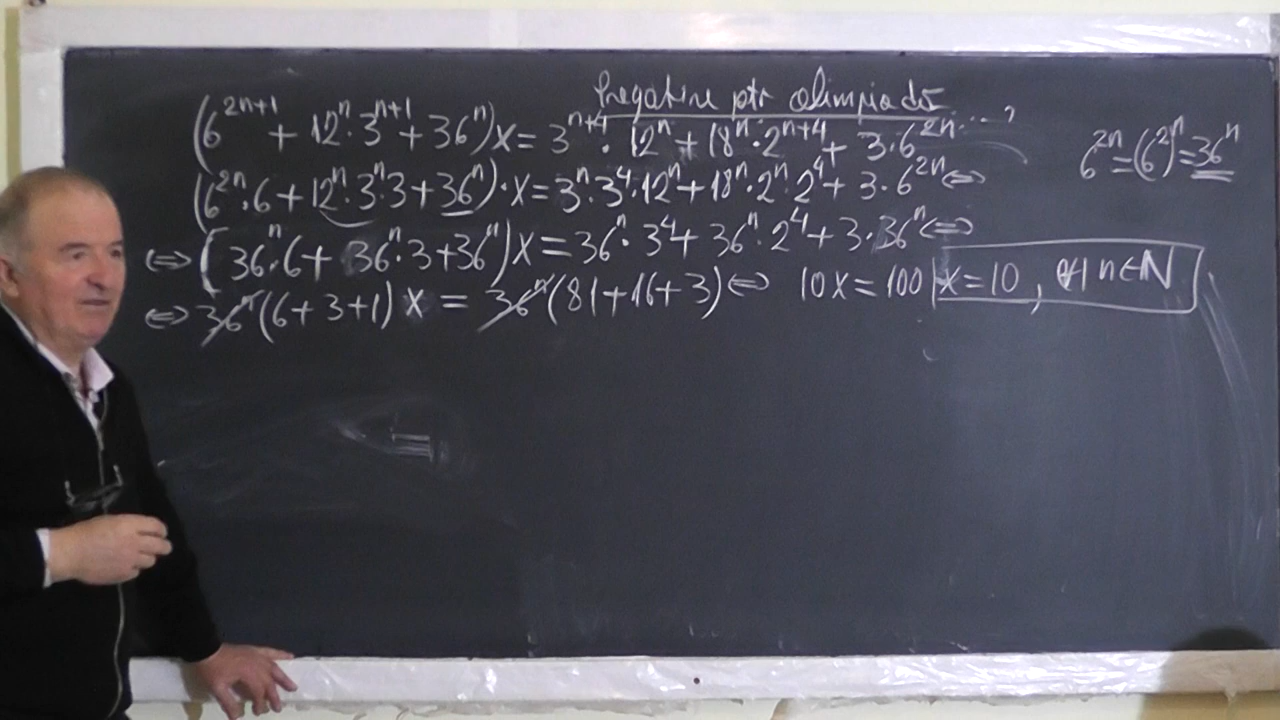 Pregătire ptr olimpiadă
(6^{2n+1} + 12^n · 3^{n+1} + 36^n) x = 3^{n+4} · 12^n + 18^n · 2^{n+4} + 3 · 6^{2n} ... ?
6^{2n} = (6^2)^n = 36^n
(6^{2n} · 6 + 12^n · 3^n · 3 + 36^n) · x = 3^n · 3^4 · 12^n + 18^n · 2^n · 2^4 + 3 · 6^{2n} ⇔
⇔ (36^n · 6 + 36^n · 3 + 36^n) x = 36^n · 3^4 + 36^n · 2^4 + 3 · 36^n ⇔
⇔ 36^n (6 + 3 + 1) x = 36^n (81 + 16 + 3) ⇔ 10x = 100 | x = 10 , ∀ n ∈ ℕ